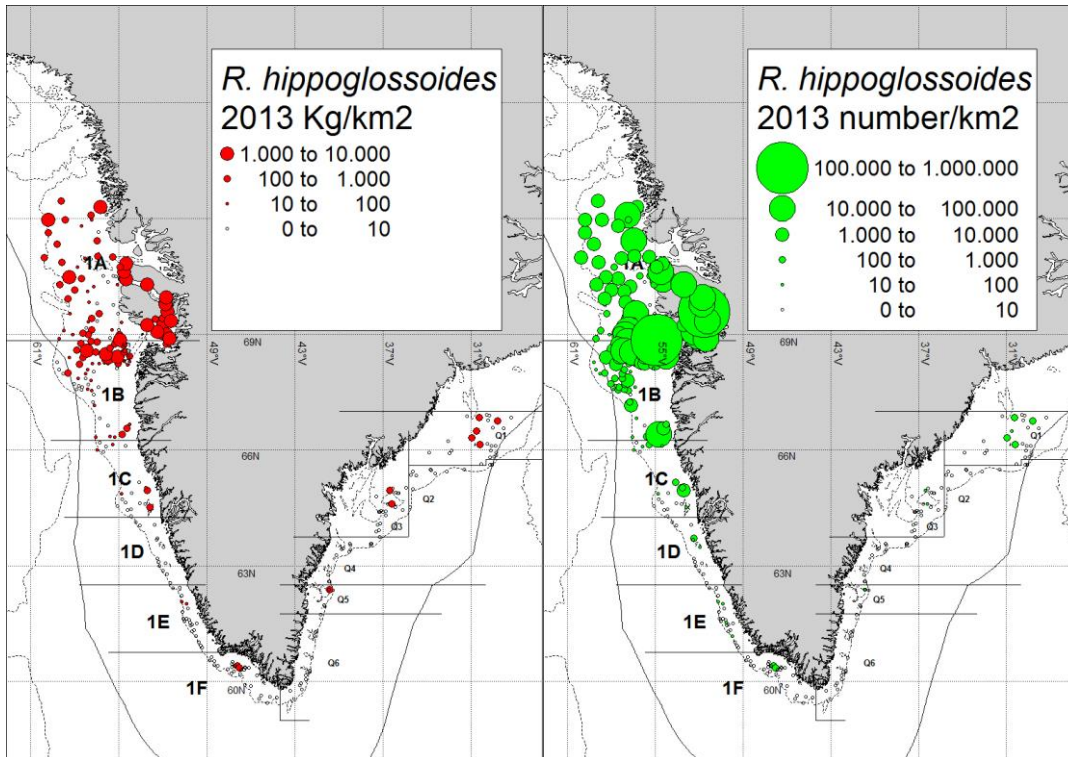 R. hippoglossoides
2013 Kg/km2
1.000 to 10.000
100 to 1.000
10 to 100
0 to 10
1A
61°V
49°V
69N
43°V
37°V
31°V
1B
66N
Q1
1C
Q2
Q3
1D
63N
Q4
Q5
1E
Q6
1F
60N
R. hippoglossoides
2013 number/km2
100.000 to 1.000.000
10.000 to 100.000
1.000 to 10.000
100 to 1.000
10 to 100
0 to 10
1A
61°V
55°V
49°V
69N
43°V
37°V
31°V
1B
66N
Q1
1C
Q2
Q3
1D
63N
Q4
Q5
1E
Q6
1F
60N